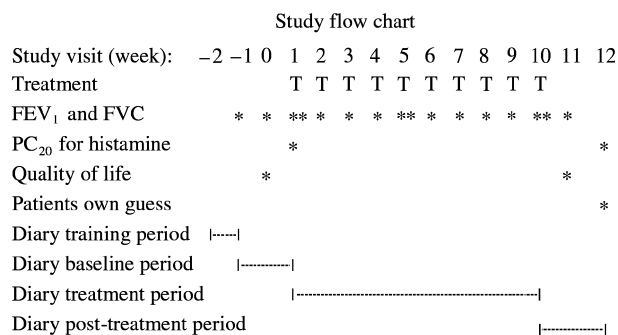 Study flow chart
Study visit (week): –2 –1 0 1 2 3 4 5 6 7 8 9 10 11 12
Treatment T T T T T T T T T T
FEV₁ and FVC * * ** * * * ** * * * * ** *
PC₂₀ for histamine * *
Quality of life * *
Patients own guess *
Diary training period
Diary baseline period
Diary treatment period
Diary post-treatment period